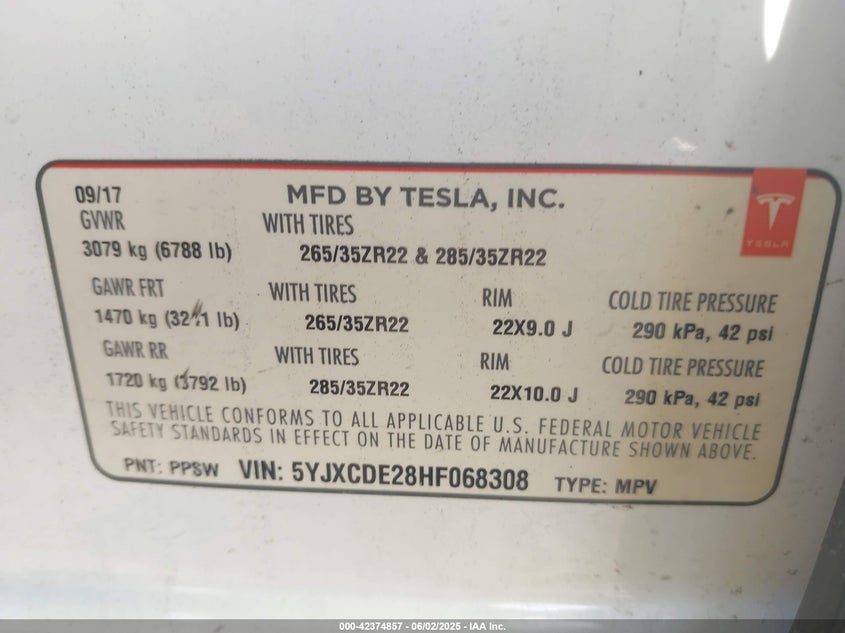 09/17 MFD BY TESLA, INC.
GVWR WITH TIRES
3079 kg (6788 lb) 265/35ZR22 & 285/35ZR22
TESLA
GAWR FRT WITH TIRES RIM COLD TIRE PRESSURE
1470 kg (3241 lb) 265/35ZR22 22X9.0 J 290 kPa, 42 psi
GAWR RR WITH TIRES RIM COLD TIRE PRESSURE
1720 kg (3792 lb) 285/35ZR22 22X10.0 J 290 kPa, 42 psi
THIS VEHICLE CONFORMS TO ALL APPLICABLE U.S. FEDERAL MOTOR VEHICLE
SAFETY STANDARDS IN EFFECT ON THE DATE OF MANUFACTURE SHOWN ABOVE.
PNT: PPSW VIN: 5YJXCDE28HF068308 TYPE: MPV
000-42374857 - 06/02/2025 - IAA Inc.